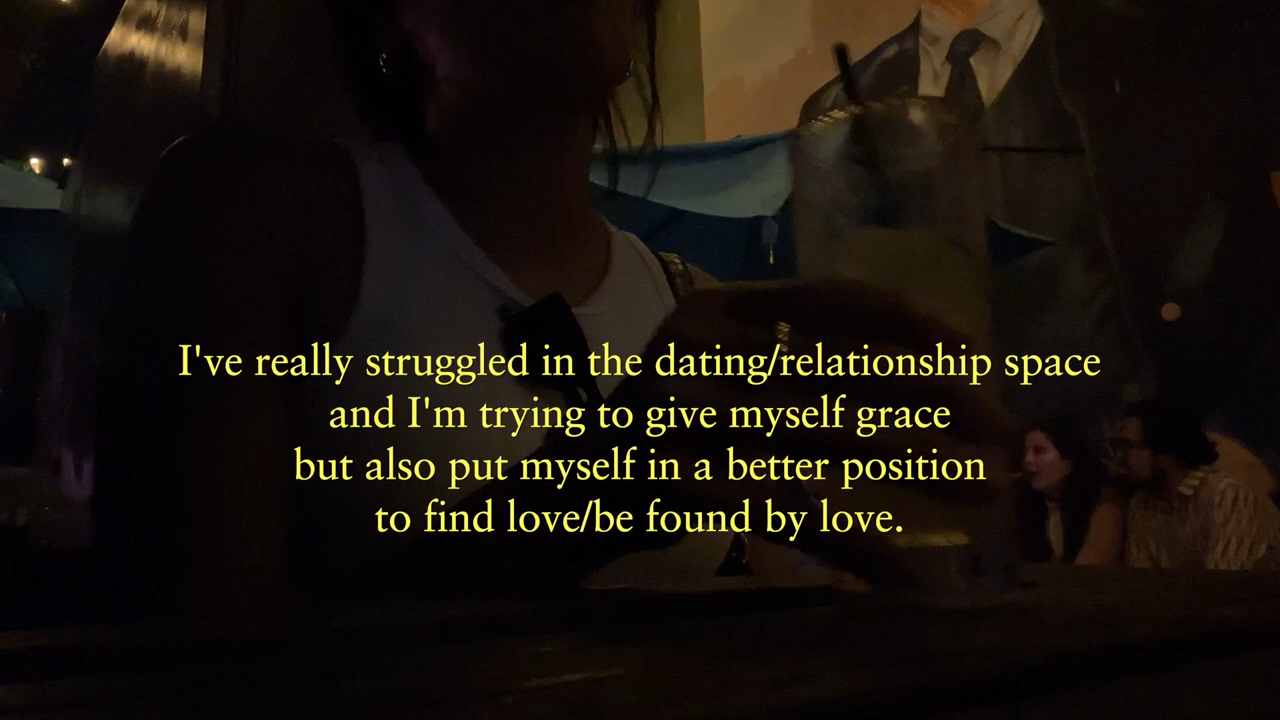 I've really struggled in the dating/relationship space
and I'm trying to give myself grace
but also put myself in a better position
to find love/be found by love.